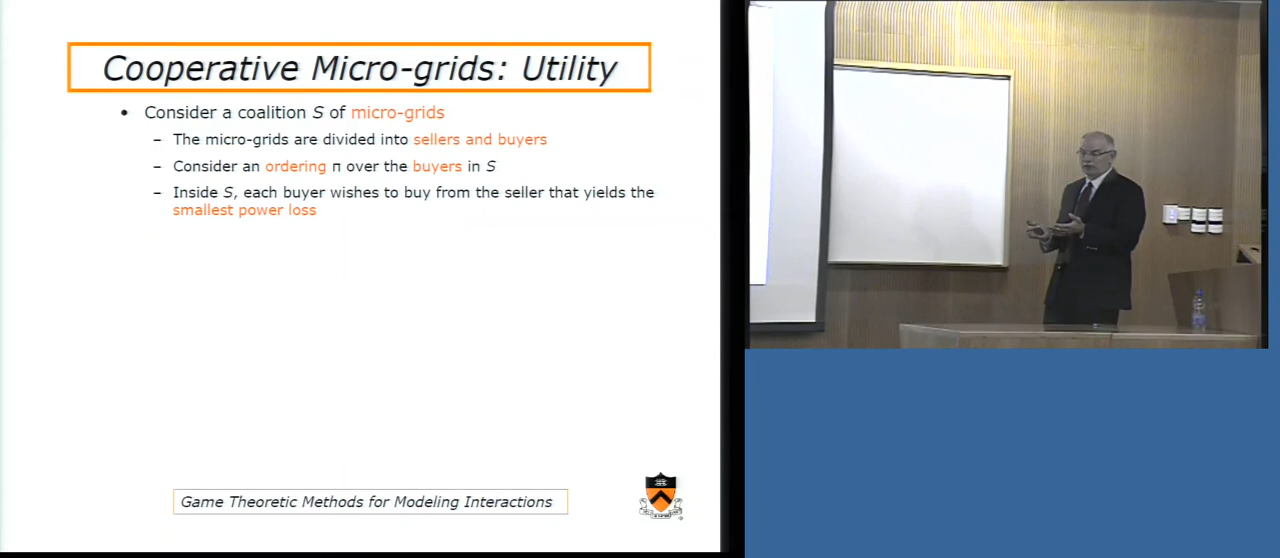 Cooperative Micro-grids: Utility
• Consider a coalition S of micro-grids
– The micro-grids are divided into sellers and buyers
– Consider an ordering π over the buyers in S
– Inside S, each buyer wishes to buy from the seller that yields the
smallest power loss
Game Theoretic Methods for Modeling Interactions